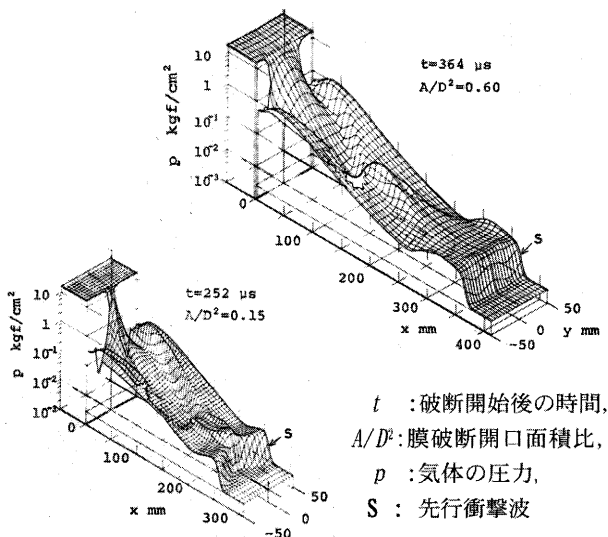 10
1
10⁻¹
10⁻²
10⁻³
p kgf/cm²
t=364 µs
A/D²=0.60
S
0
100
200
300
400
x mm
50
0
-50
y mm
10
1
10⁻¹
10⁻²
10⁻³
p kgf/cm²
t=252 µs
A/D²=0.15
S
0
100
200
300
x mm
50
0
-50
t :破断開始後の時間,
A/D²:膜破断開口面積比,
p :気体の圧力,
S : 先行衝撃波